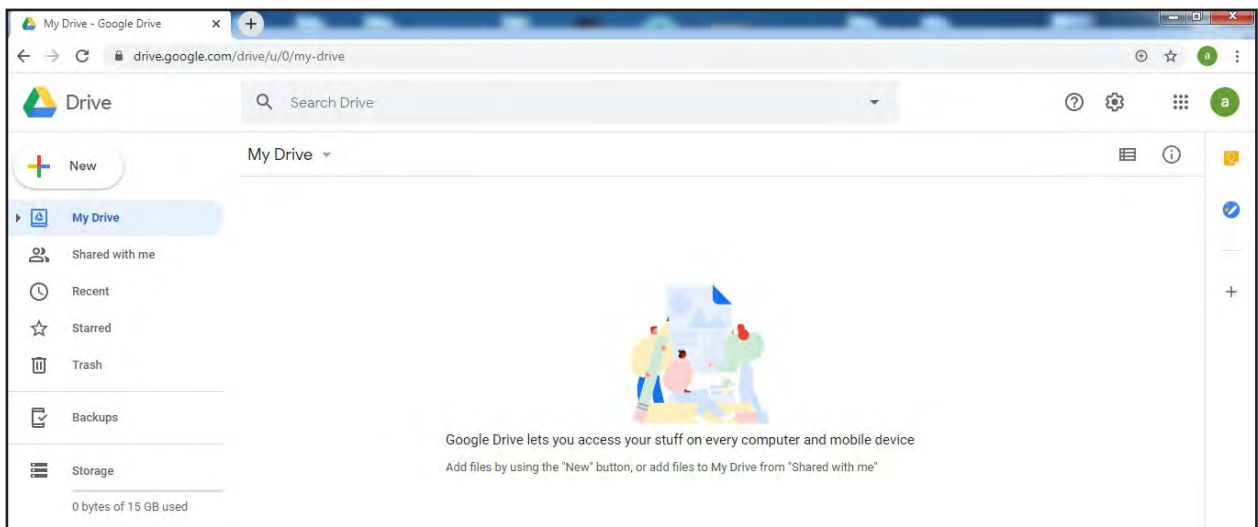 My Drive - Google Drive
drive.google.com/drive/u/0/my-drive
a
Drive
Search Drive
a
New
My Drive
My Drive
Shared with me
Recent
Starred
Trash
Backups
Google Drive lets you access your stuff on every computer and mobile device
Add files by using the "New" button, or add files to My Drive from "Shared with me"
Storage
0 bytes of 15 GB used